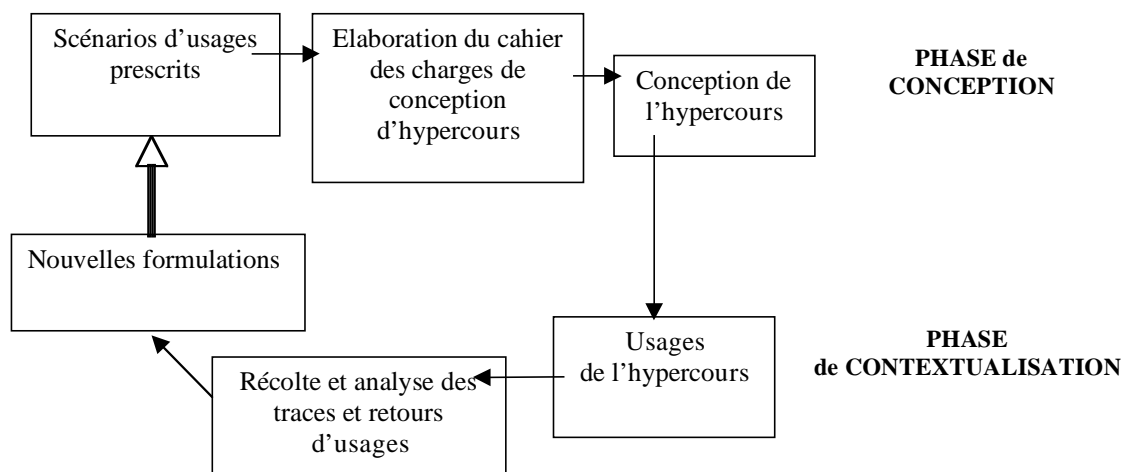 Scénarios d’usages
prescrits
Elaboration du cahier
des charges de
conception
d’hypercours
Conception de
l’hypercours
PHASE de
CONCEPTION
Nouvelles formulations
Usages
de l’hypercours
PHASE
de CONTEXTUALISATION
Récolte et analyse des
traces et retours
d’usages